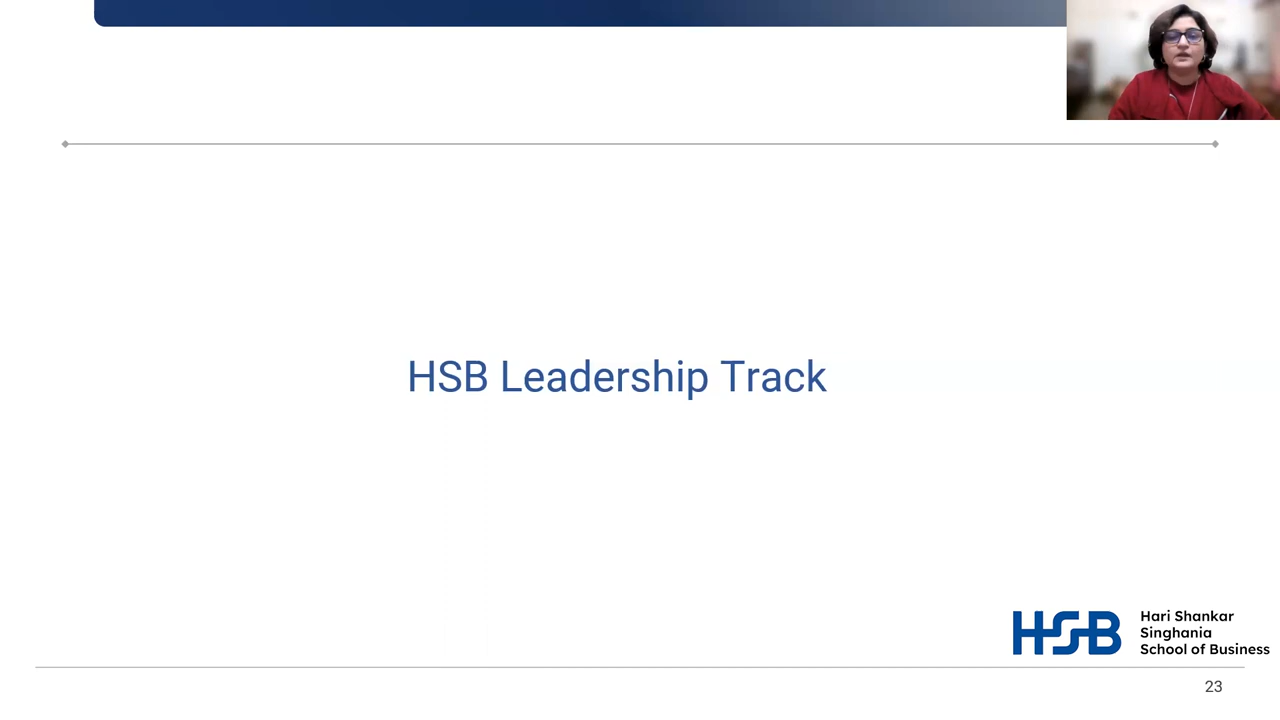 HSB Leadership Track
HSB
Hari Shankar
Singhania
School of Business
23